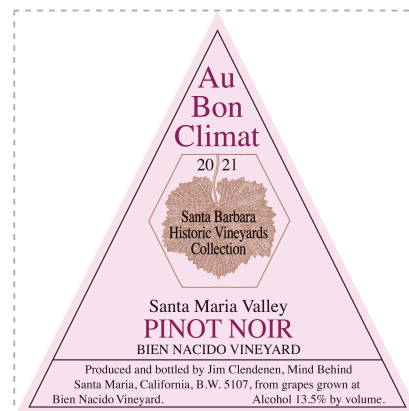 Au
Bon
Climat
20 21
Santa Barbara
Historic Vineyards
Collection
Santa Maria Valley
PINOT NOIR
BIEN NACIDO VINEYARD
Produced and bottled by Jim Clendenen, Mind Behind
Santa Maria, California, B.W. 5107, from grapes grown at
Bien Nacido Vineyard. Alcohol 13.5% by volume.